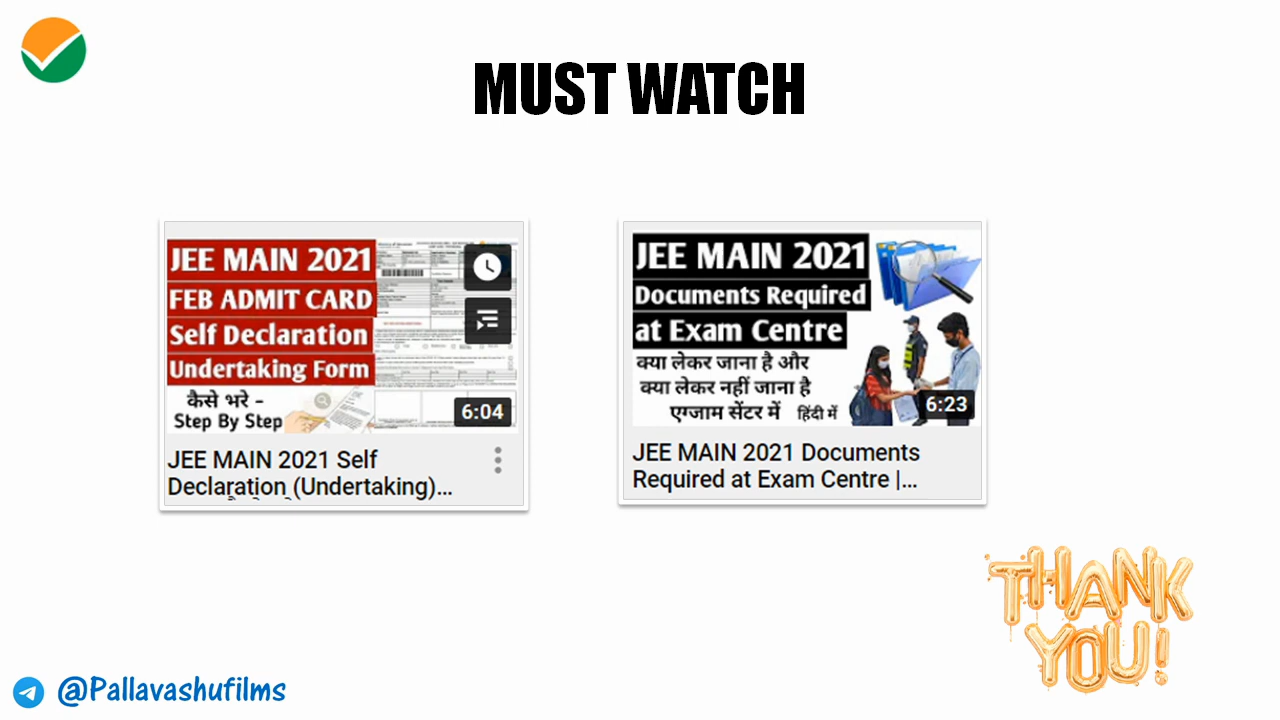 MUST WATCH
JEE MAIN 2021
FEB ADMIT CARD
Self Declaration
Undertaking Form
कैसे भरे -
Step By Step
6:04
JEE MAIN 2021 Self
Declaration (Undertaking)...
JEE MAIN 2021
Documents Required
at Exam Centre
क्या लेकर जाना है और
क्या लेकर नहीं जाना है
एग्जाम सेंटर में हिंदी में
6:23
JEE MAIN 2021 Documents
Required at Exam Centre |...
THANK
YOU!
@Pallavashufilms